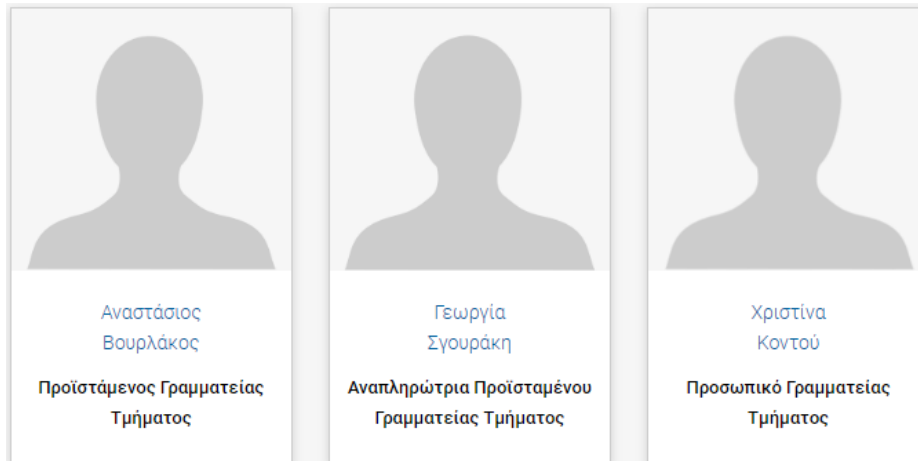 Αναστάσιος
Βουρλάκος
Προϊστάμενος Γραμματείας
Τμήματος
Γεωργία
Σγουράκη
Αναπληρώτρια Προϊσταμένου
Γραμματείας Τμήματος
Χριστίνα
Κοντού
Προσωπικό Γραμματείας
Τμήματος